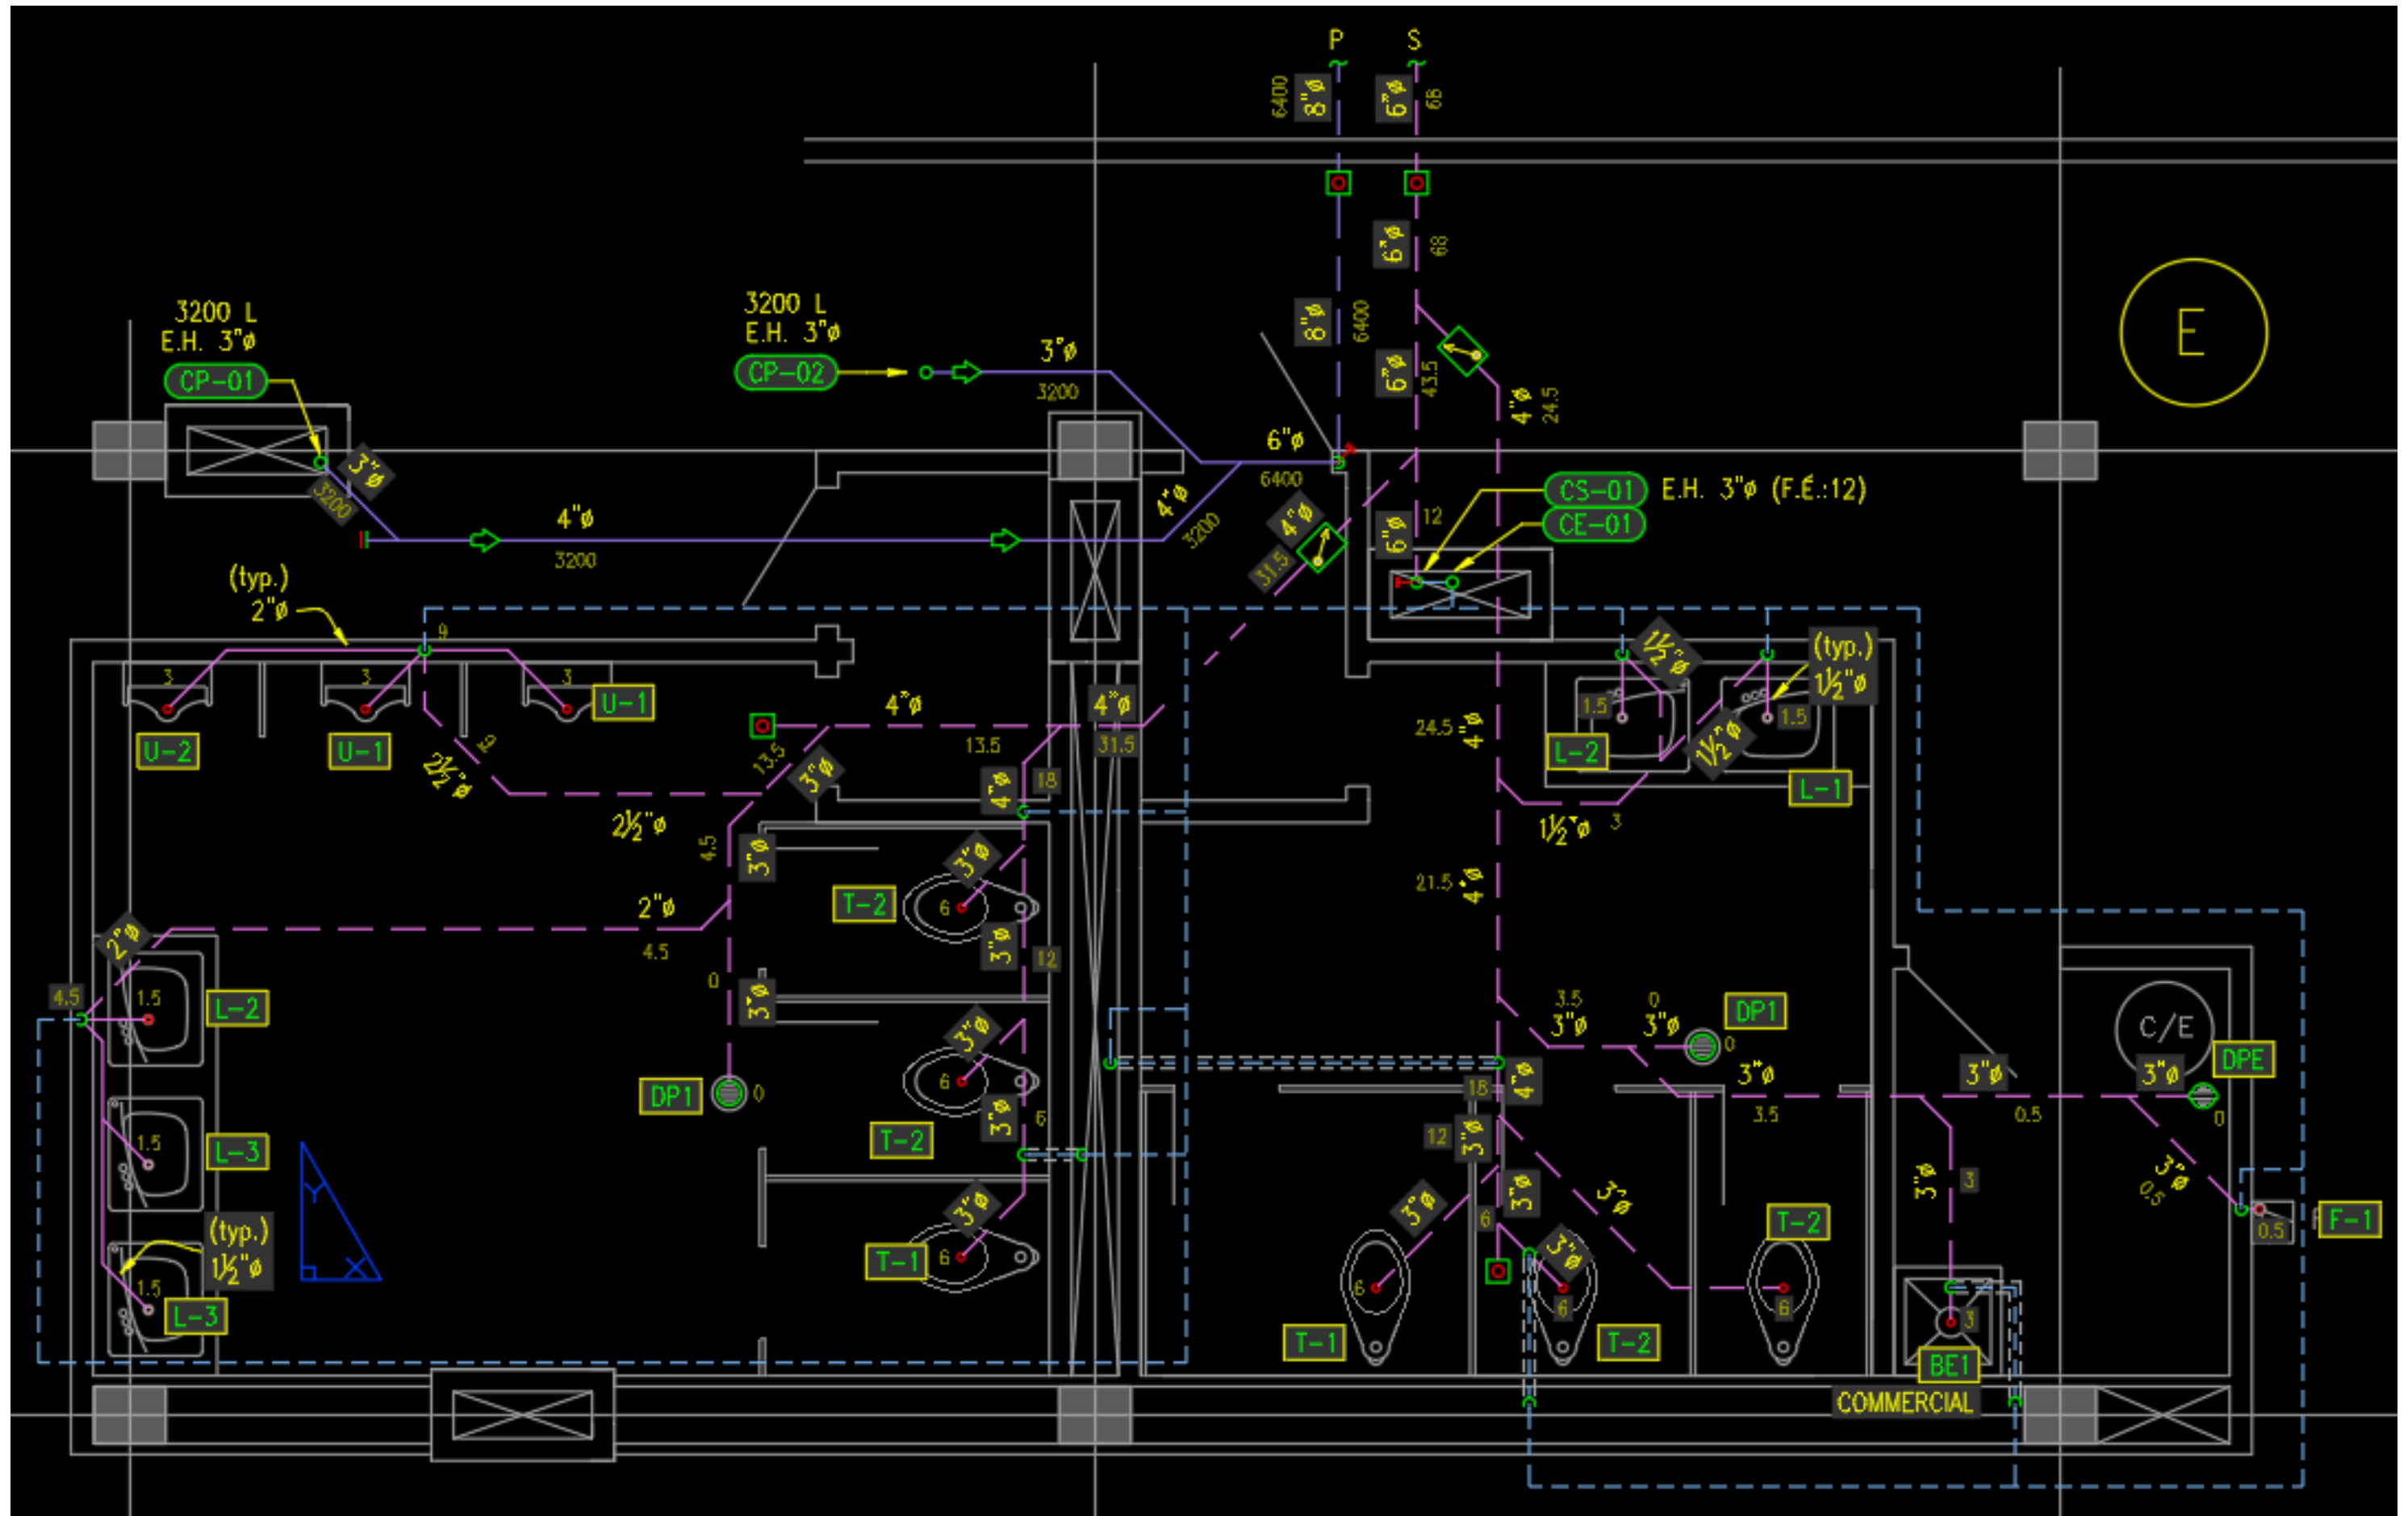 P
S
6400
8"ø
6"ø
68
6"ø
68
3200 L
E.H. 3"ø
CP-01
3200 L
E.H. 3"ø
CP-02
3"ø
3200
8"ø
6400
6"ø
43.5
4"ø
24.5
E
3"ø
3200
4"ø
3200
6"ø
6400
4"ø
3200
4"ø
31.5
6"ø
12
CS-01
E.H. 3"ø (F.É.:12)
CE-01
(typ.)
2"ø
9
3
3
3
U-1
U-2
U-1
2½"ø
9
2½"ø
13.5
3"ø
4"ø
13.5
4"ø
31.5
4"ø
18
24.5
4"ø
1½"ø
(typ.)
1½"ø
1.5
1.5
L-2
1½"ø
L-1
1½"ø
3
4.5
3"ø
3"ø
T-2
6
21.5
4"ø
2"ø
2"ø
4.5
3"ø
12
4.5
1.5
L-2
0
3"ø
3"ø
3.5
3"ø
0
3"ø
DP1
0
C/E
DPE
DP1
0
6
T-2
3"ø
6
18
4"ø
3"ø
3.5
3"ø
0.5
3"ø
0
1.5
L-3
12
3"ø
3"ø
6
3"ø
3"ø
3"ø
3
3"ø
0.5
Y
X
(typ.)
1½"ø
1.5
L-3
3"ø
T-1
6
6
3"ø
6
T-2
6
0.5
F-1
T-1
T-2
3
BE1
COMMERCIAL